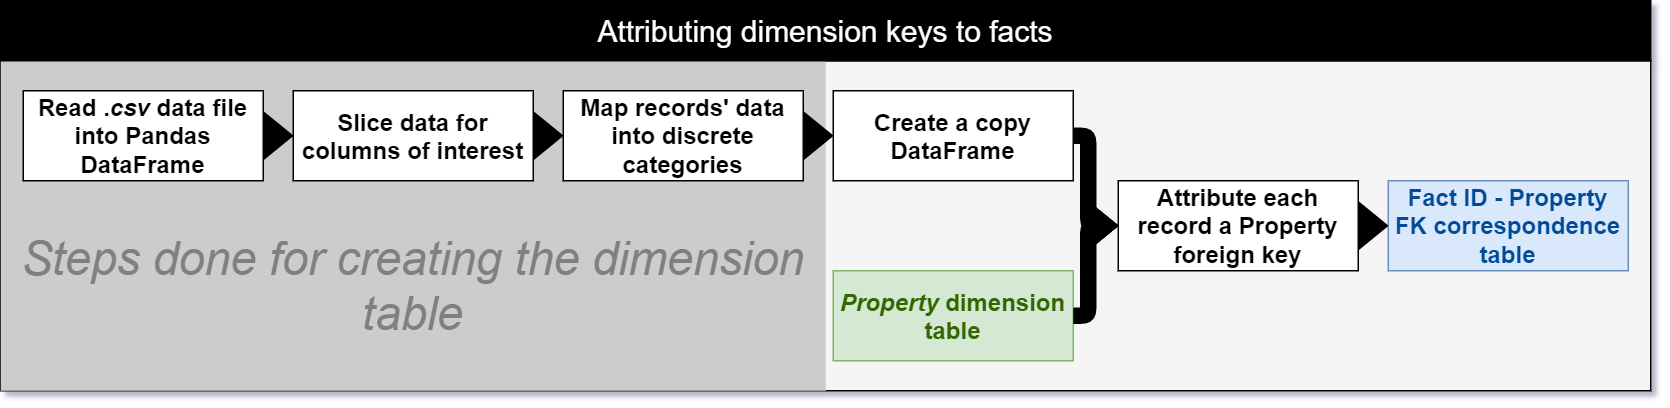 Attributing dimension keys to facts
Read .csv data file
into Pandas
DataFrame
Slice data for
columns of interest
Map records' data
into discrete
categories
Create a copy
DataFrame
Attribute each
record a Property
foreign key
Fact ID - Property
FK correspondence
table
Steps done for creating the dimension
table
Property dimension
table